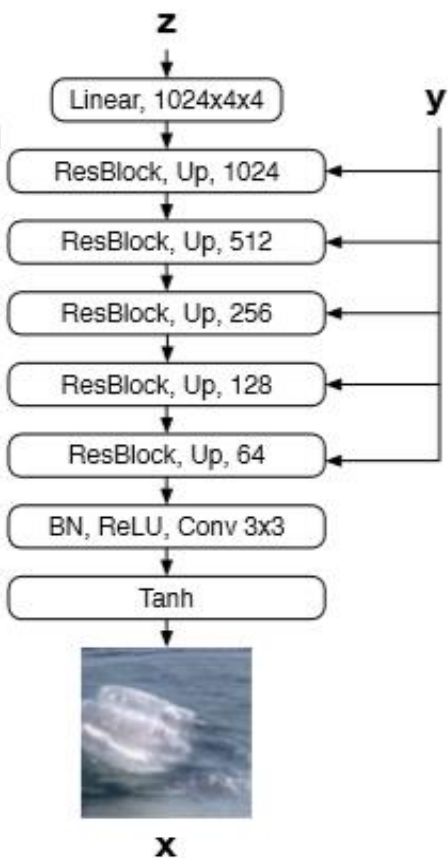 z
Linear, 1024x4x4
y
ResBlock, Up, 1024
ResBlock, Up, 512
ResBlock, Up, 256
ResBlock, Up, 128
ResBlock, Up, 64
BN, ReLU, Conv 3x3
Tanh
x